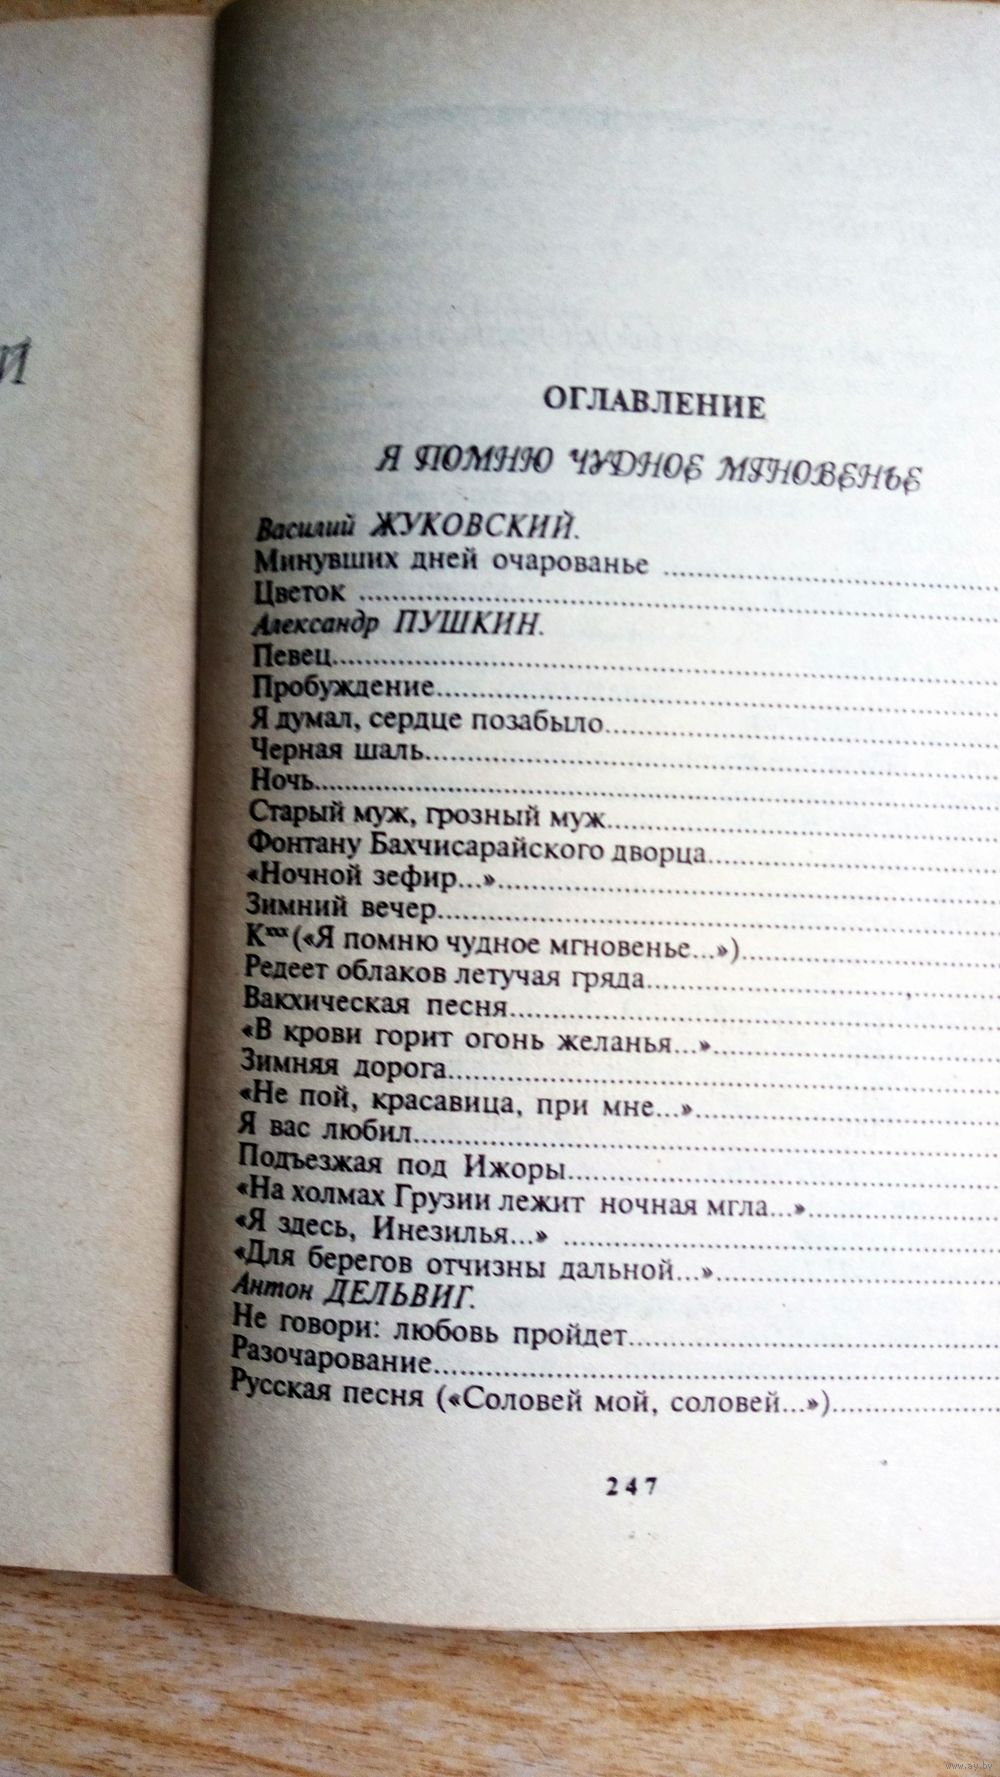 Й
ОГЛАВЛЕНИЕ
Я ПОМНЮ ЧУДНОЕ МГНОВЕНЬЕ
Василий ЖУКОВСКИЙ.
Минувших дней очарованье
Цветок
Александр ПУШКИН.
Певец
Пробуждение
Я думал, сердце позабыло
Черная шаль
Ночь
Старый муж, грозный муж
Фонтану Бахчисарайского дворца
«Ночной зефир...»
Зимний вечер
Кххх («Я помню чудное мгновенье...»)
Редеет облаков летучая гряда
Вакхическая песня
«В крови горит огонь желанья...»
Зимняя дорога
«Не пой, красавица, при мне...»
Я вас любил
Подъезжая под Ижоры
«На холмах Грузии лежит ночная мгла...»
«Я здесь, Инезилья...»
«Для берегов отчизны дальной...»
Антон ДЕЛЬВИГ.
Не говори: любовь пройдет
Разочарование
Русская песня («Соловей мой, соловей...»)
247
www.ay.by